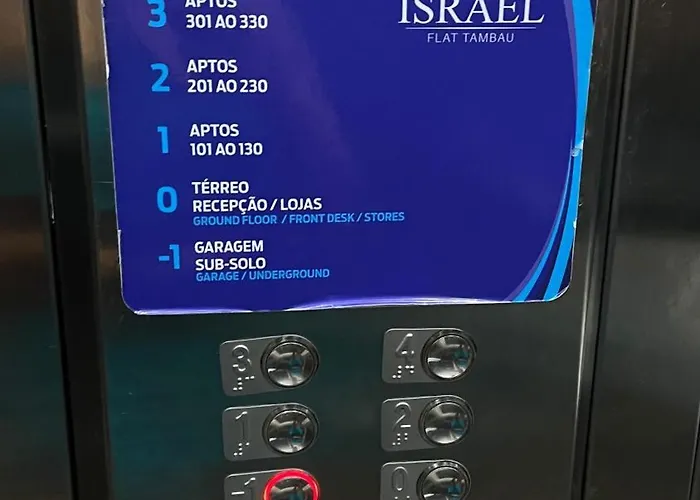 3 APTOS
301 AO 330
ISRAEL
FLAT TAMBAU
2 APTOS
201 AO 230
1 APTOS
101 AO 130
0 TÉRREO
RECEPÇÃO / LOJAS
GROUND FLOOR / FRONT DESK / STORES
-1 GARAGEM
SUB-SOLO
GARAGE / UNDERGROUND
3 4
1 2
-1 0